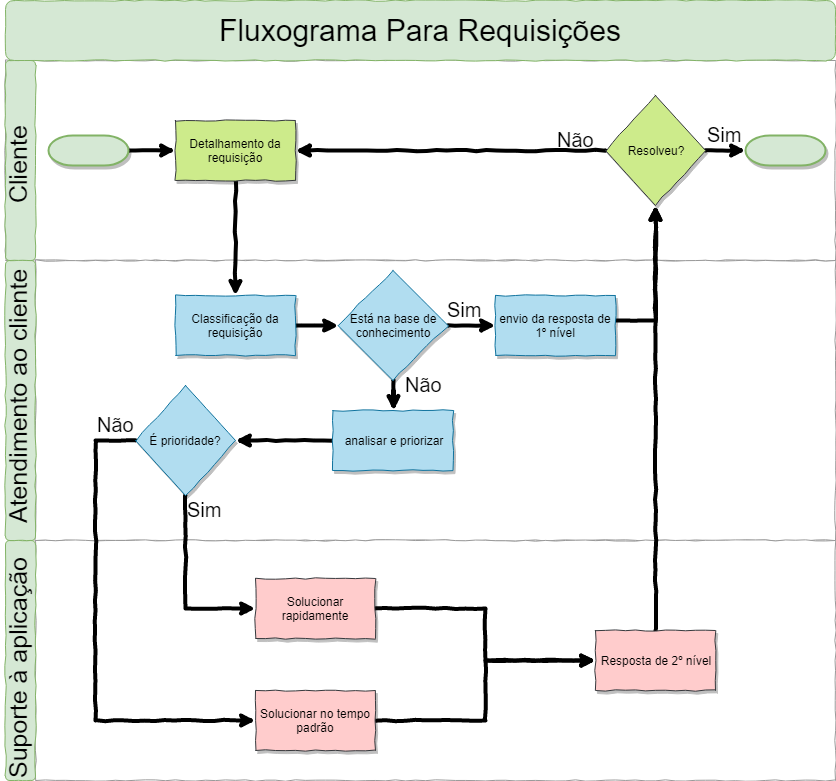 Fluxograma Para Requisições
Cliente
Detalhamento da
requisição
Não
Resolveu?
Sim
Atendimento ao cliente
Classificação da
requisição
Está na base de
conhecimento
Sim
envio da resposta de
1º nível
Não
analisar e priorizar
É prioridade?
Não
Sim
Suporte à aplicação
Solucionar
rapidamente
Resposta de 2º nível
Solucionar no tempo
padrão